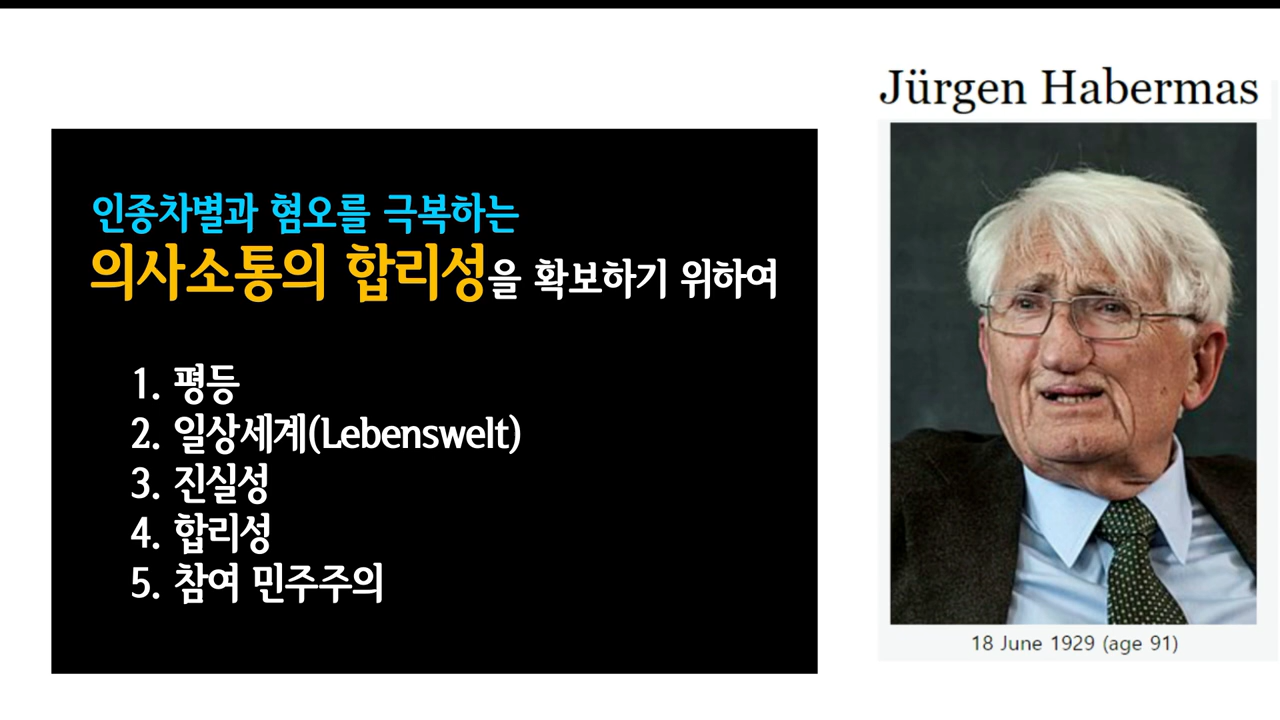 Jürgen Habermas
인종차별과 혐오를 극복하는
의사소통의 합리성을 확보하기 위하여
1. 평등
2. 일상세계(Lebenswelt)
3. 진실성
4. 합리성
5. 참여 민주주의
18 June 1929 (age 91)